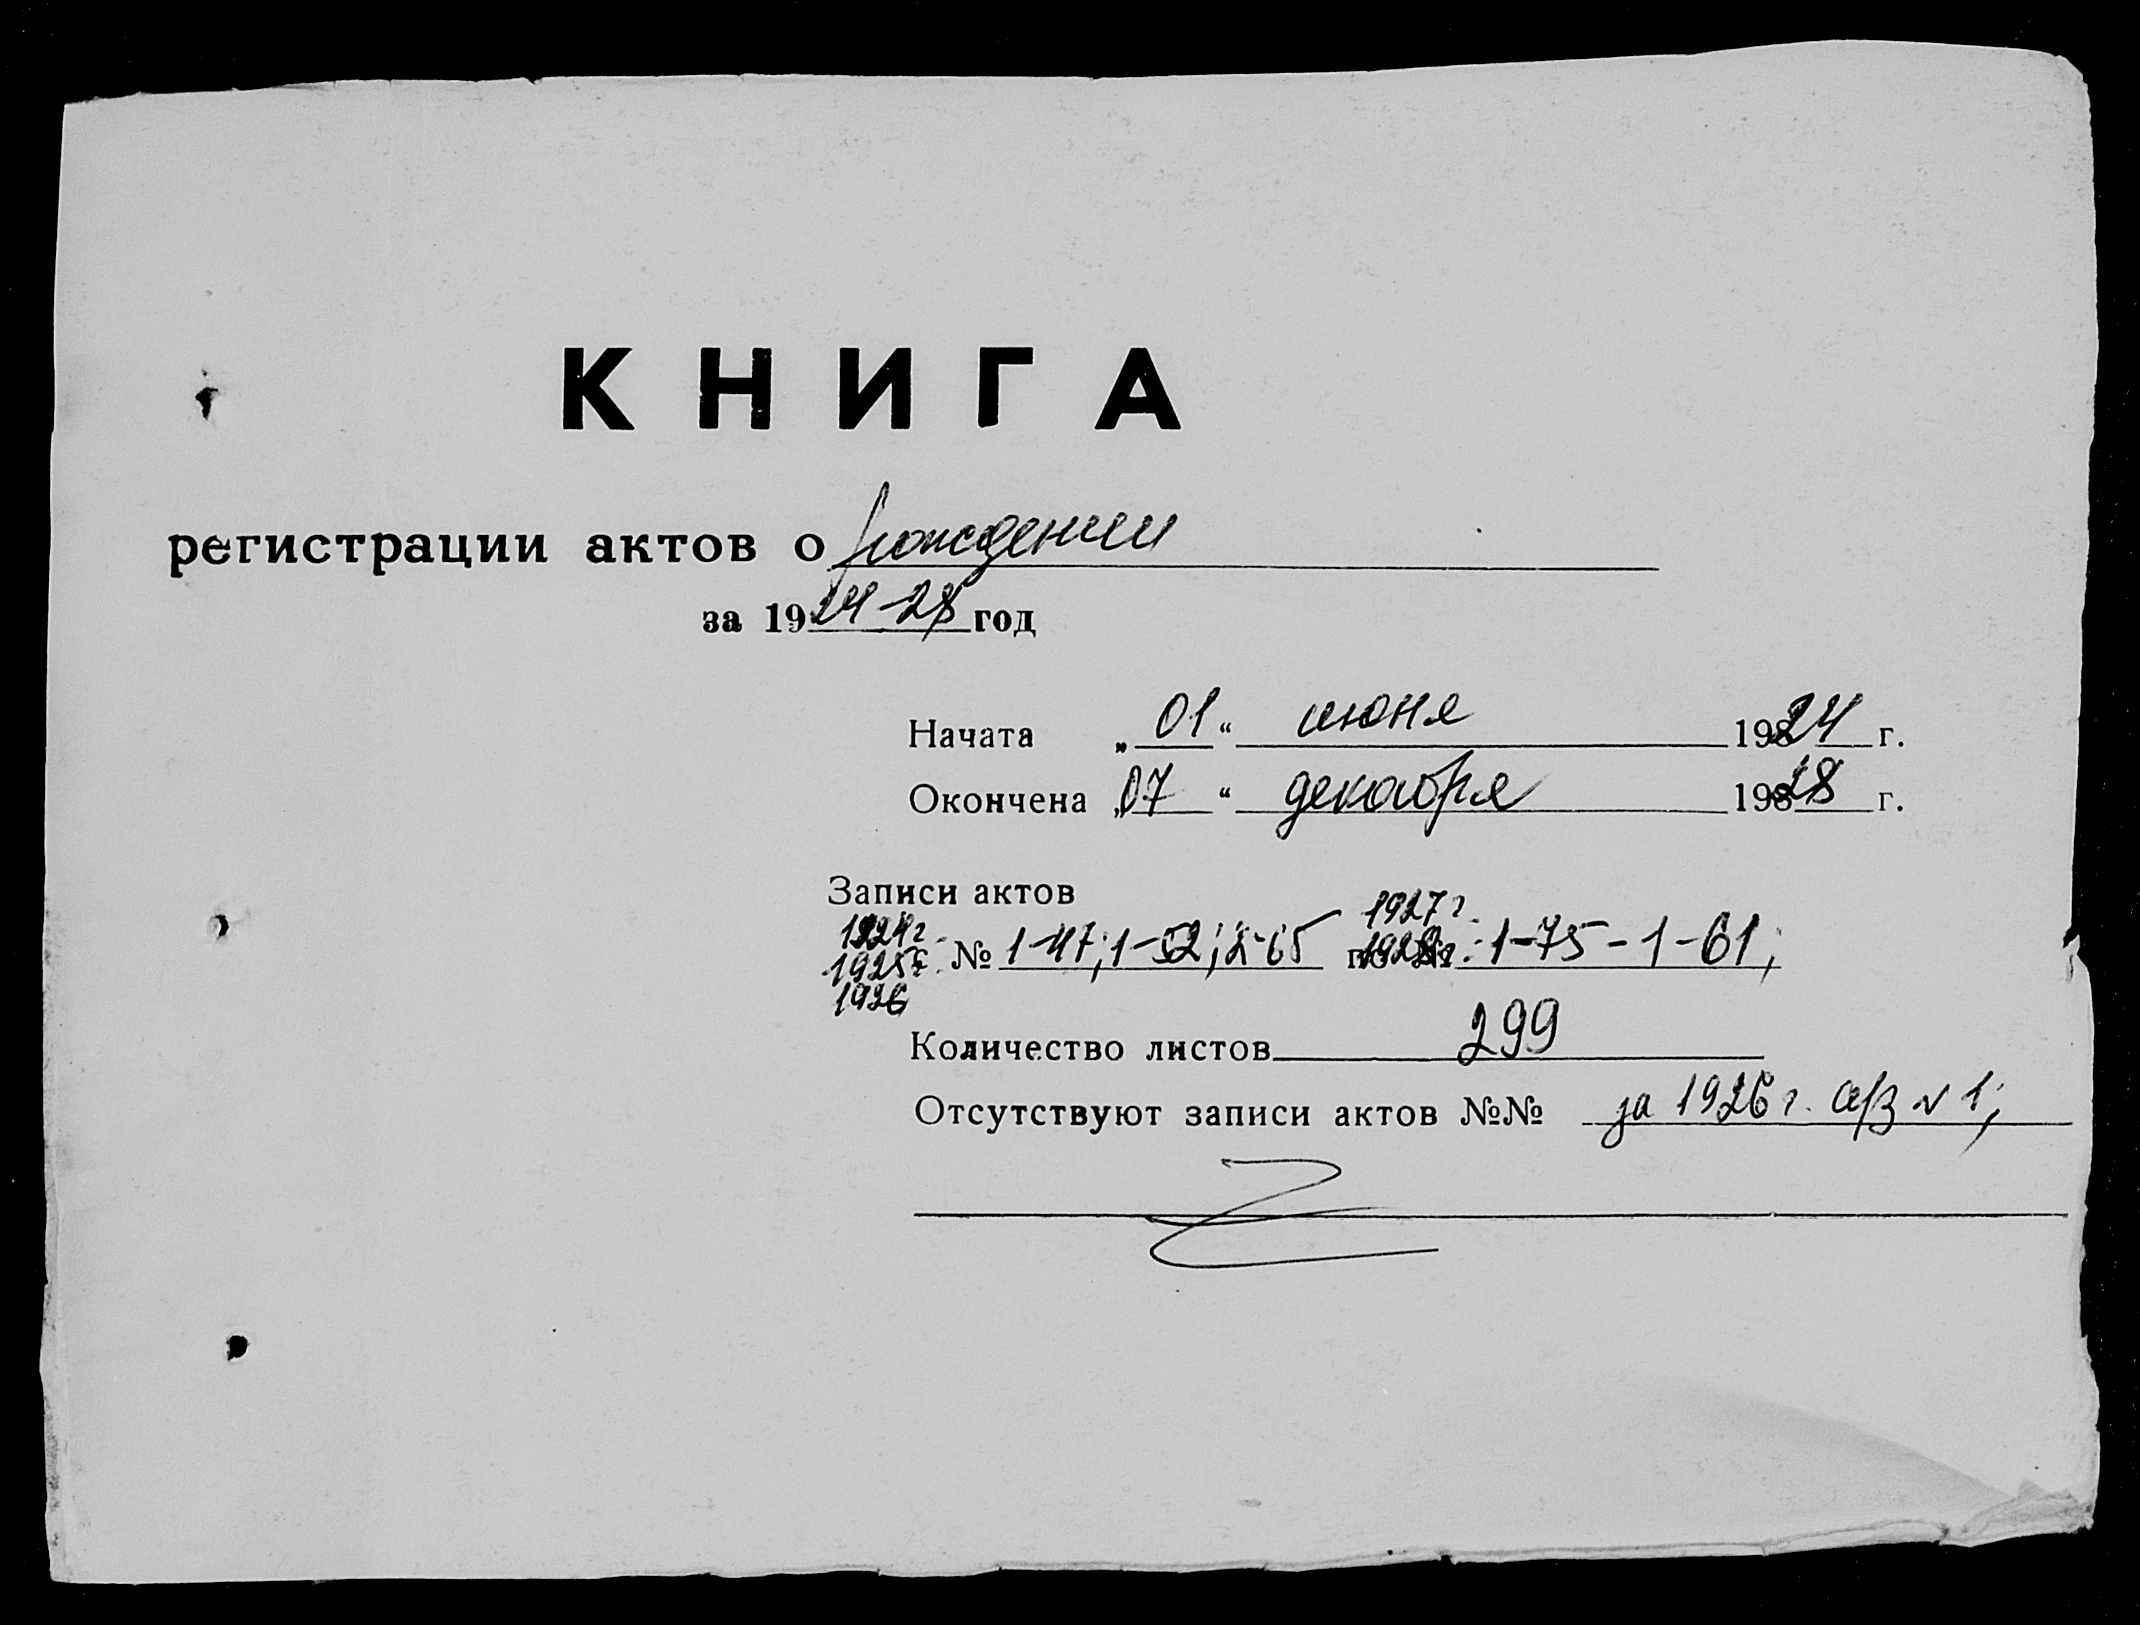 КНИГА
регистрации актов о рождении
за 1924-28 год
Начата „01“ июня 19824 г.
Окончена „07“ декабря 19828 г.
Записи актов
1924г. 1927г.
1925г. № 1-47; 1-52; 2-65 1928г. : 1-75 - 1-61;
1926
Количество листов 299
Отсутствуют записи актов №№ за 1926 г. а/з № 1;